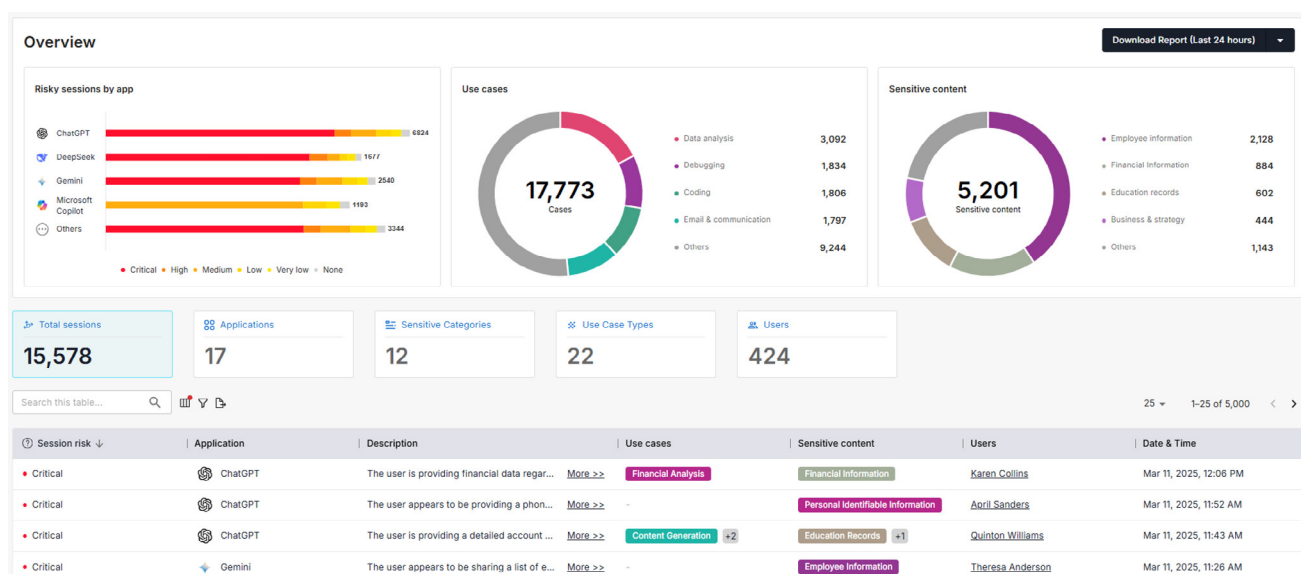 Overview
Download Report (Last 24 hours)
Risky sessions by app
ChatGPT 6824
DeepSeek 1677
Gemini 2540
Microsoft
Copilot 1193
Others 3344
Critical High Medium Low Very low None
Use cases
17,773
Cases
Data analysis 3,092
Debugging 1,834
Coding 1,806
Email & communication 1,797
Others 9,244
Sensitive content
5,201
Sensitive content
Employee information 2,128
Financial Information 884
Education records 602
Business & strategy 444
Others 1,143
Total sessions
15,578
Applications
17
Sensitive Categories
12
Use Case Types
22
Users
424
Search this table...
25 1–25 of 5,000
Session risk Application Description Use cases Sensitive content Users Date & Time
Critical ChatGPT The user is providing financial data regar... More >> Financial Analysis Financial Information Karen Collins Mar 11, 2025, 12:06 PM
Critical ChatGPT The user appears to be providing a phon... More >> - Personal Identifiable Information April Sanders Mar 11, 2025, 11:52 AM
Critical ChatGPT The user is providing a detailed account ... More >> Content Generation +2 Education Records +1 Quinton Williams Mar 11, 2025, 11:43 AM
Critical Gemini The user appears to be sharing a list of e... More >> - Employee Information Theresa Anderson Mar 11, 2025, 11:26 AM